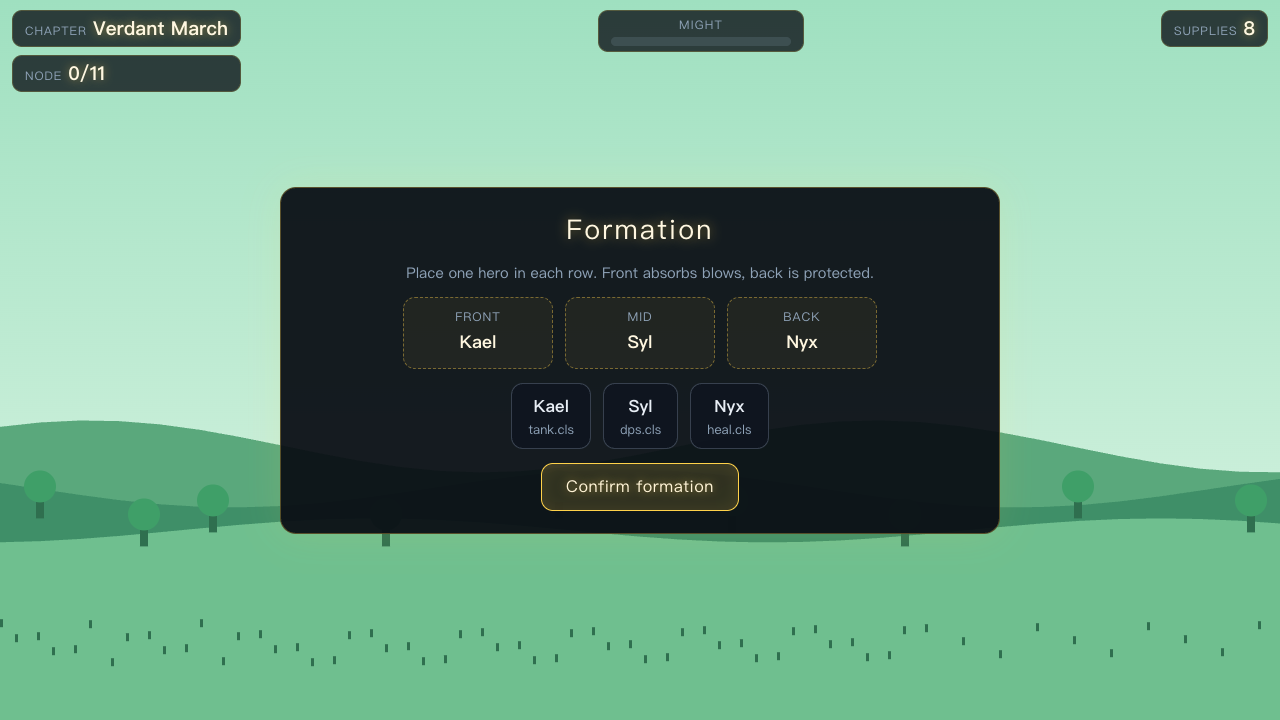 CHAPTER Verdant March
NODE 0/11
MIGHT
SUPPLIES 8
Formation
Place one hero in each row. Front absorbs blows, back is protected.
FRONT
Kael
MID
Syl
BACK
Nyx
Kael
tank.cls
Syl
dps.cls
Nyx
heal.cls
Confirm formation